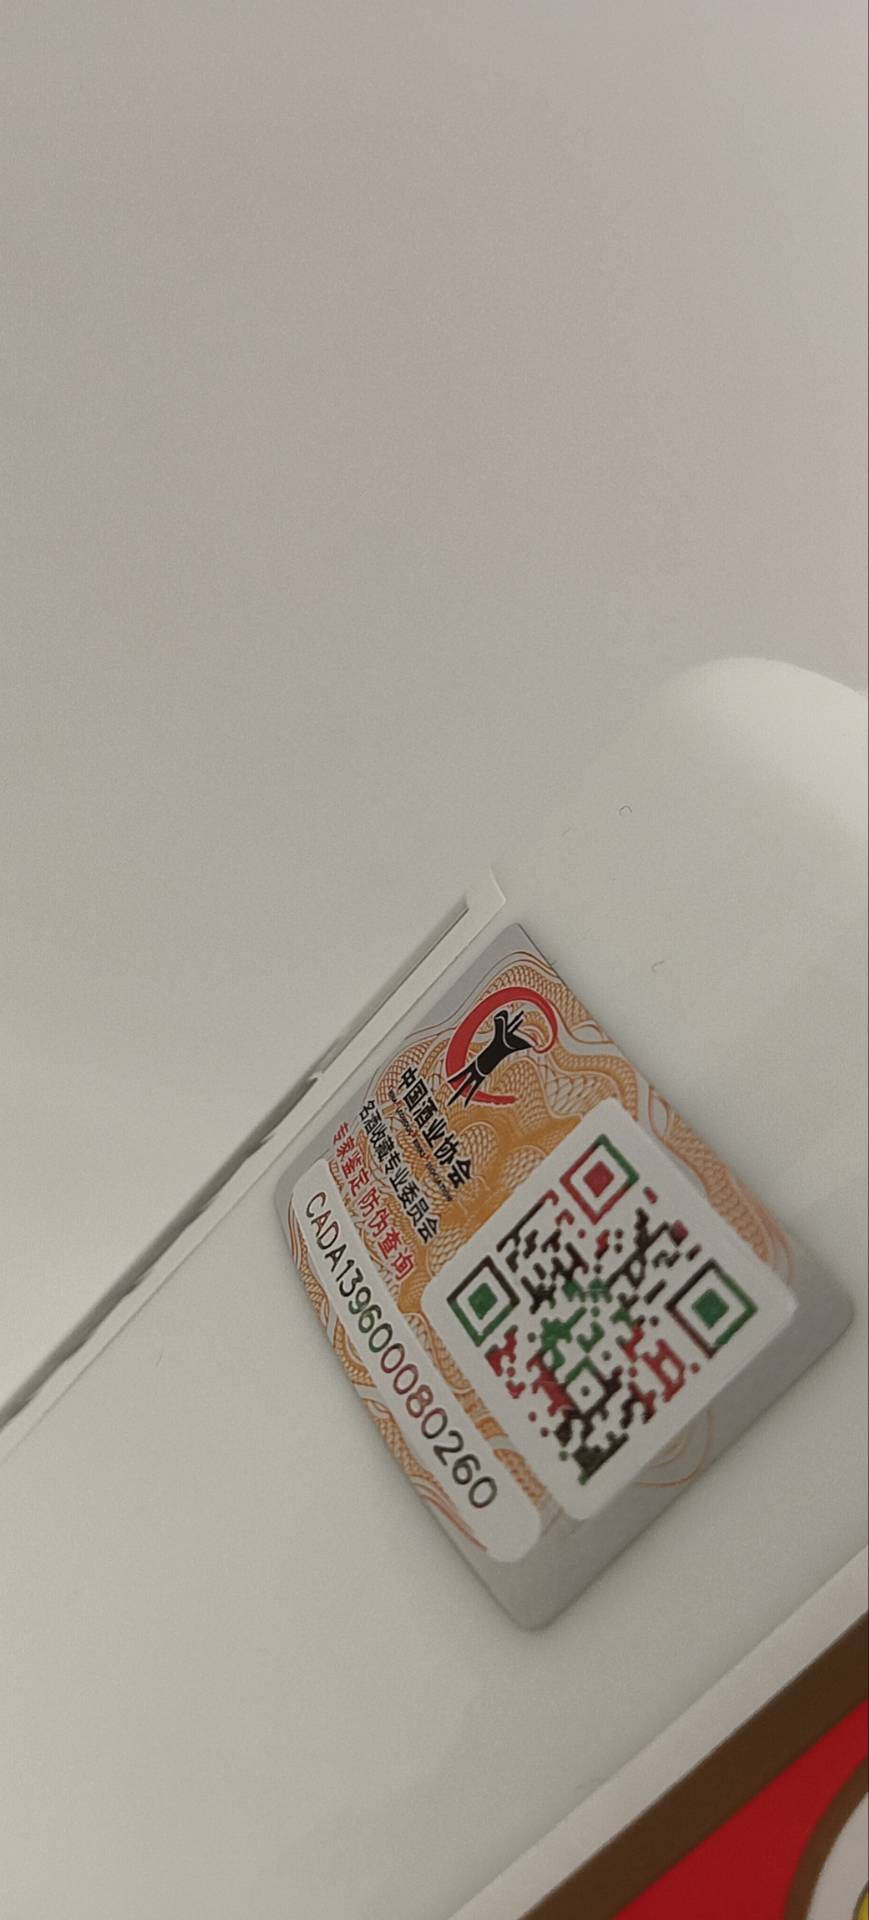 中国酒业协会
名酒收藏专业委员会
专家鉴定 防伪查询
CADA1396000080260